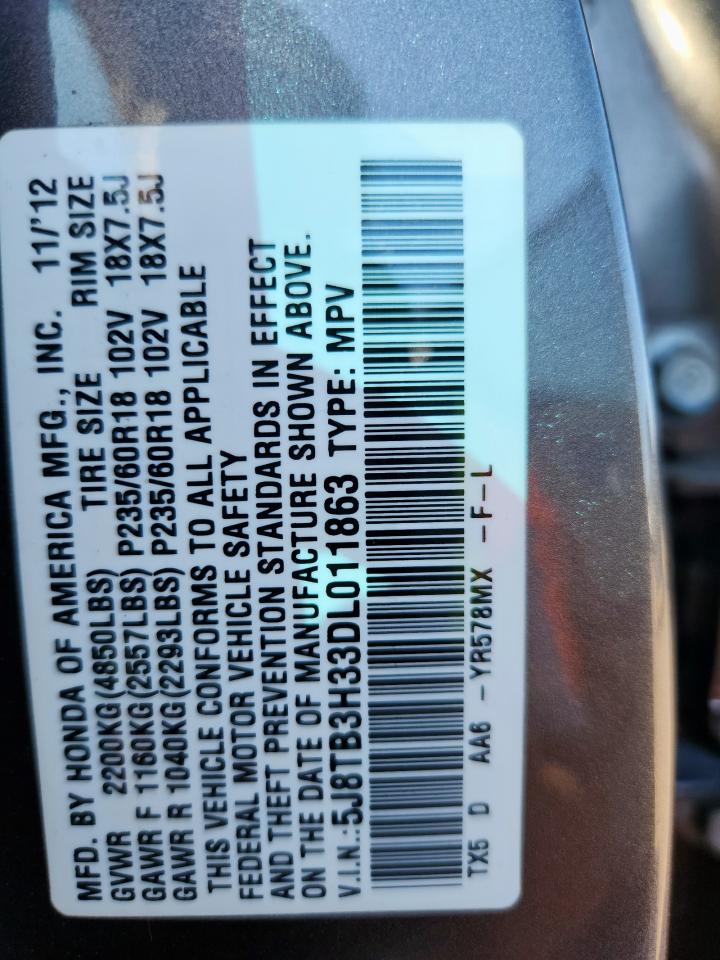 MFD. BY HONDA OF AMERICA MFG., INC. 11/'12
TIRE SIZE RIM SIZE
GVWR 2200KG(4850LBS)
GAWR F 1160KG(2557LBS) P235/60R18 102V 18X7.5J
GAWR R 1040KG(2293LBS) P235/60R18 102V 18X7.5J
THIS VEHICLE CONFORMS TO ALL APPLICABLE
FEDERAL MOTOR VEHICLE SAFETY
AND THEFT PREVENTION STANDARDS IN EFFECT
ON THE DATE OF MANUFACTURE SHOWN ABOVE.
V.I.N.:5J8TB3H33DL011863 TYPE: MPV
TX5 D AA6 -YR578MX -F-L